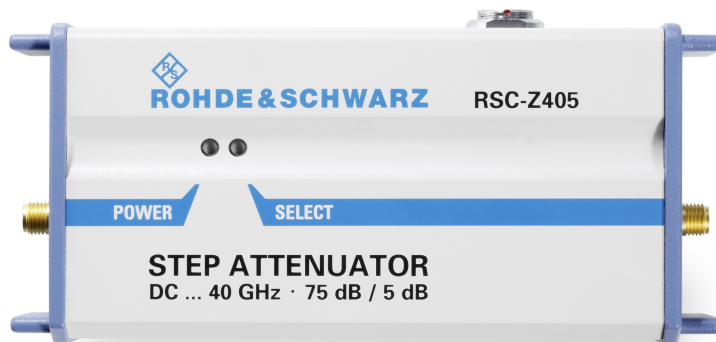 R S
ROHDE & SCHWARZ RSC-Z405
POWER SELECT
STEP ATTENUATOR
DC ... 40 GHz · 75 dB / 5 dB